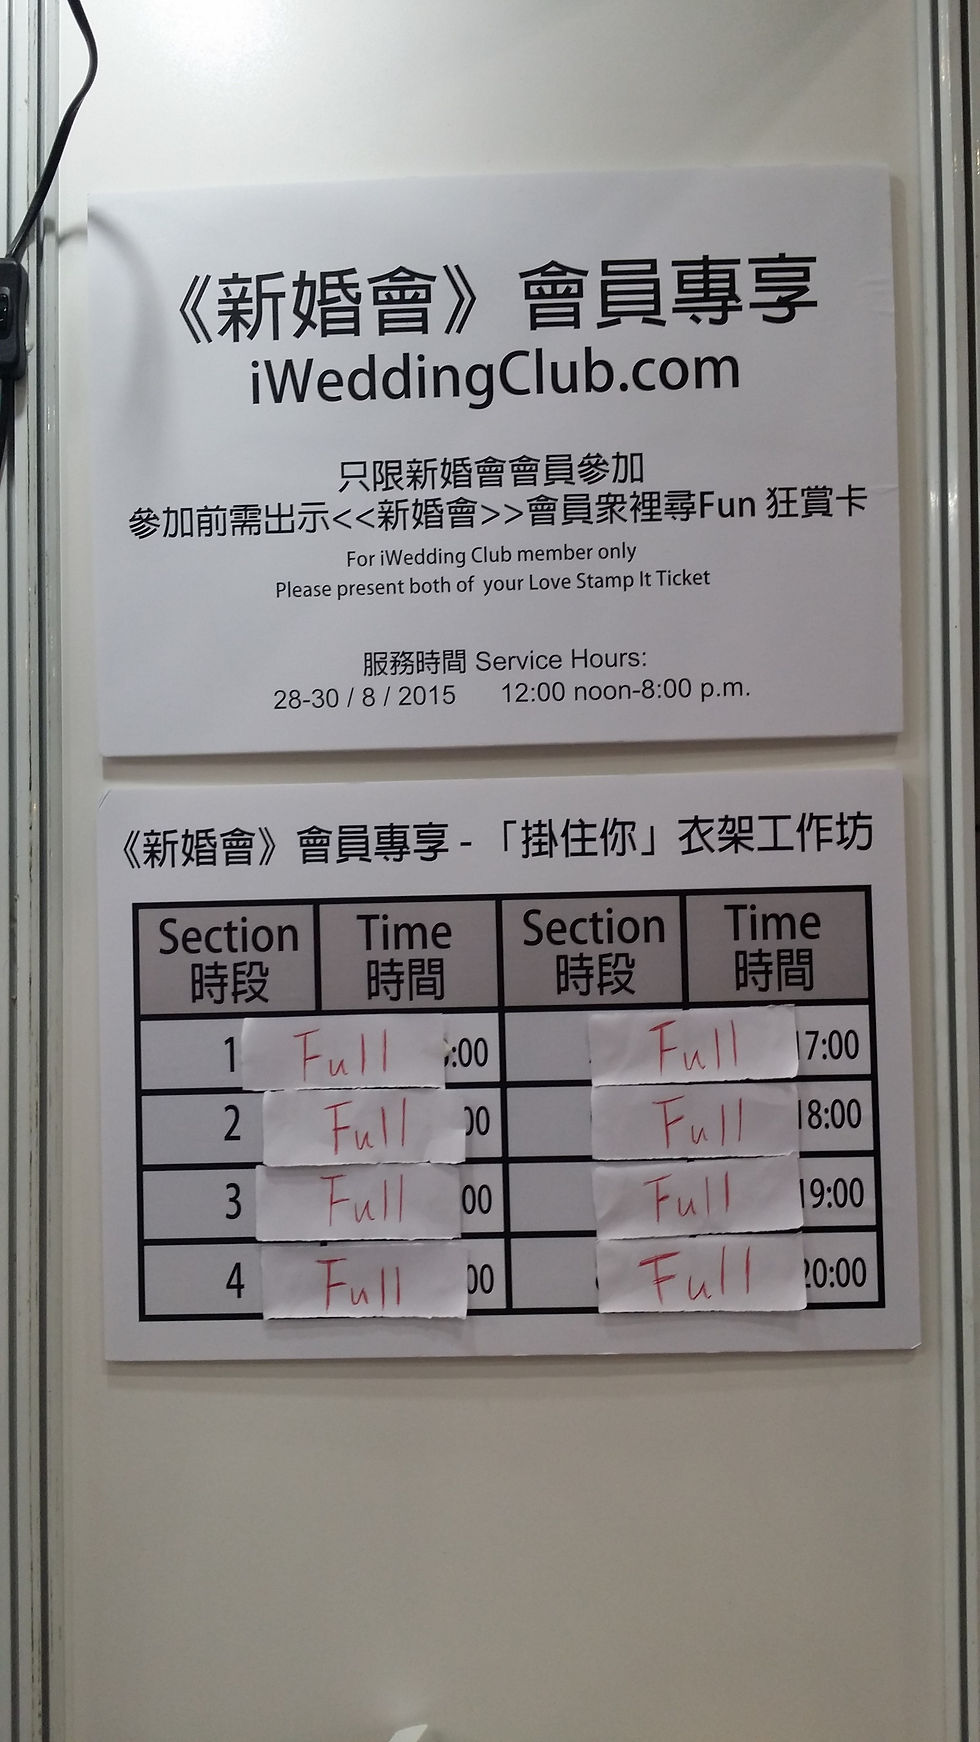 《新婚會》會員專享
iWeddingClub.com
只限新婚會會員參加
參加前需出示<<新婚會>>會員衆裡尋Fun 狂賞卡
For iWedding Club member only
Please present both of your Love Stamp It Ticket
服務時間 Service Hours:
28-30 / 8 / 2015 12:00 noon-8:00 p.m.
《新婚會》會員專享 - 「掛住你」衣架工作坊
Section Time Section Time
時段 時間 時段 時間
1 Full :00 Full 17:00
2 Full 00 Full 18:00
3 Full 00 Full 19:00
4 Full 00 Full 20:00